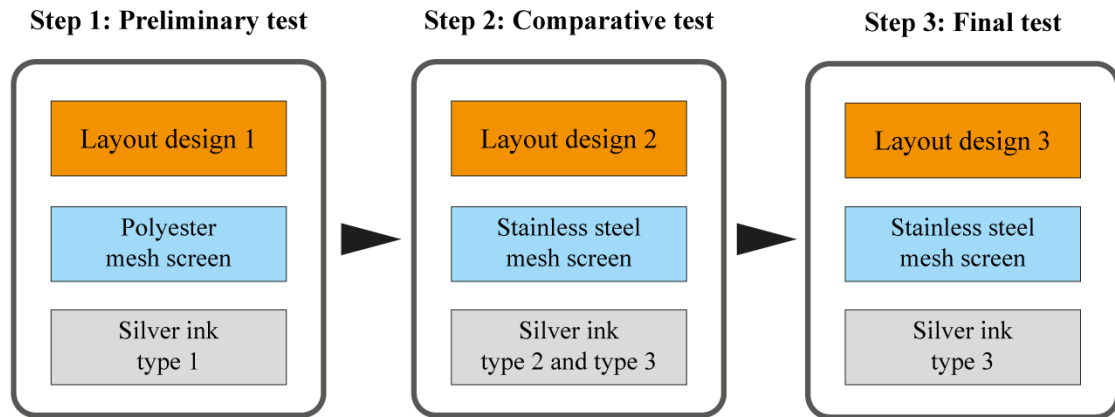 Step 1: Preliminary test
Layout design 1
Polyester
mesh screen
Silver ink
type 1
Step 2: Comparative test
Layout design 2
Stainless steel
mesh screen
Silver ink
type 2 and type 3
Step 3: Final test
Layout design 3
Stainless steel
mesh screen
Silver ink
type 3